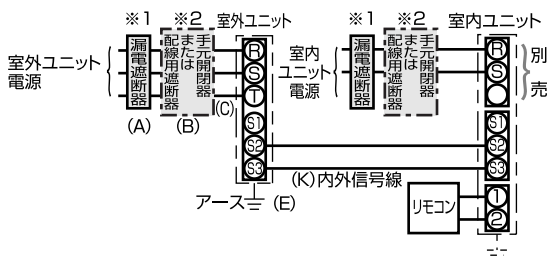 ※1
※2
室外ユニット
※1
※2
室内ユニット
室外ユニット
電源
漏電遮断器
手元開閉器
または
配線用遮断器
R
S
T
S1
S2
S3
(A)
(B)
(C)
室内
ユニット
電源
漏電遮断器
手元開閉器
または
配線用遮断器
R
S
別売
S1
S2
S3
(K)内外信号線
アース
(E)
リモコン
1
2